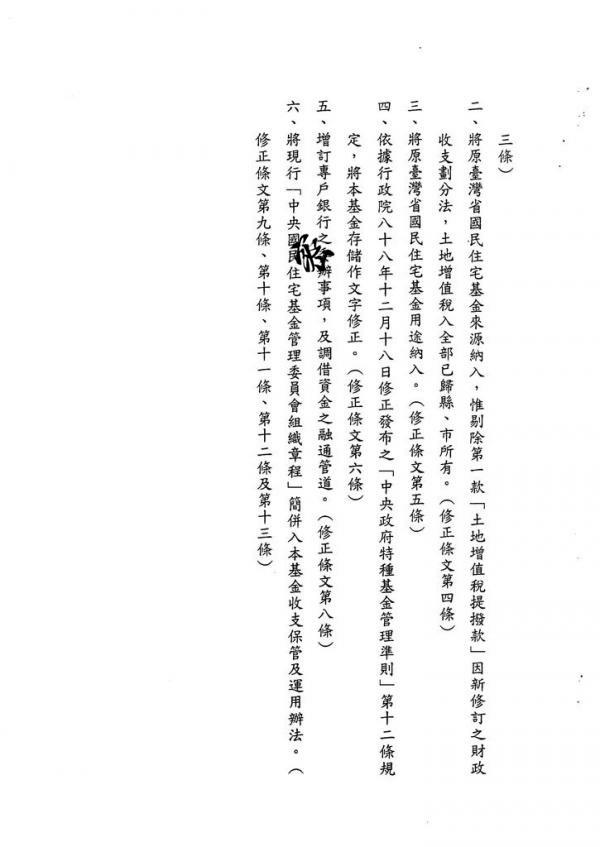 三條）
二、將原臺灣省國民住宅基金來源納入，惟剔除第一款「土地增值稅提撥款」因新修訂之財政
收支劃分法，土地增值稅入全部已歸縣、市所有。（修正條文第四條）
三、將原臺灣省國民住宅基金用途納入。（修正條文第五條）
四、依據行政院八十八年十二月十八日修正發布之「中央政府特種基金管理準則」第十二條規
定，將本基金存儲作文字修正。（修正條文第六條）
五、增訂專戶銀行之辦事項，及調借資金之融通管道。（修正條文第八條）
六、將現行「中央國民住宅基金管理委員會組織章程」簡併入本基金收支保管及運用辦法。（
修正條文第九條、第十條、第十一條、第十二條及第十三條）